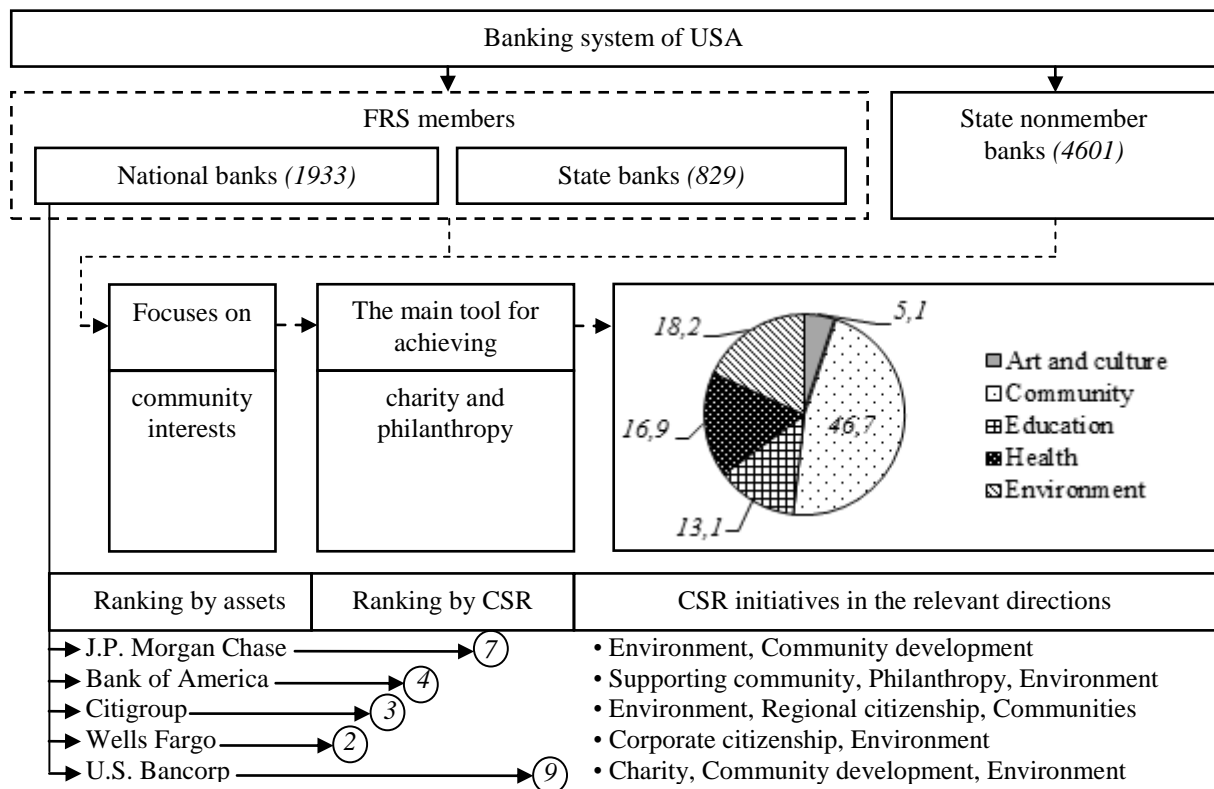 Banking system of USA
FRS members
National banks (1933)
State banks (829)
State nonmember
banks (4601)
Focuses on
community
interests
The main tool for
achieving
charity and
philanthropy
5,1
18,2
46,7
16,9
13,1
Art and culture
Community
Education
Health
Environment
Ranking by assets
Ranking by CSR
CSR initiatives in the relevant directions
J.P. Morgan Chase 7 • Environment, Community development
Bank of America 4 • Supporting community, Philanthropy, Environment
Citigroup 3 • Environment, Regional citizenship, Communities
Wells Fargo 2 • Corporate citizenship, Environment
U.S. Bancorp 9 • Charity, Community development, Environment